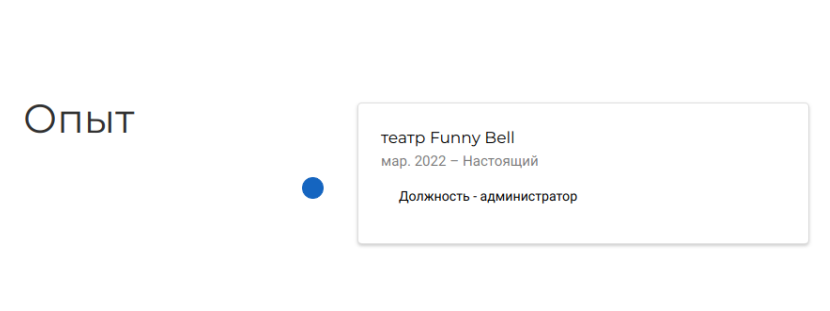 Опыт
театр Funny Bell
мар. 2022 – Настоящий
Должность - администратор